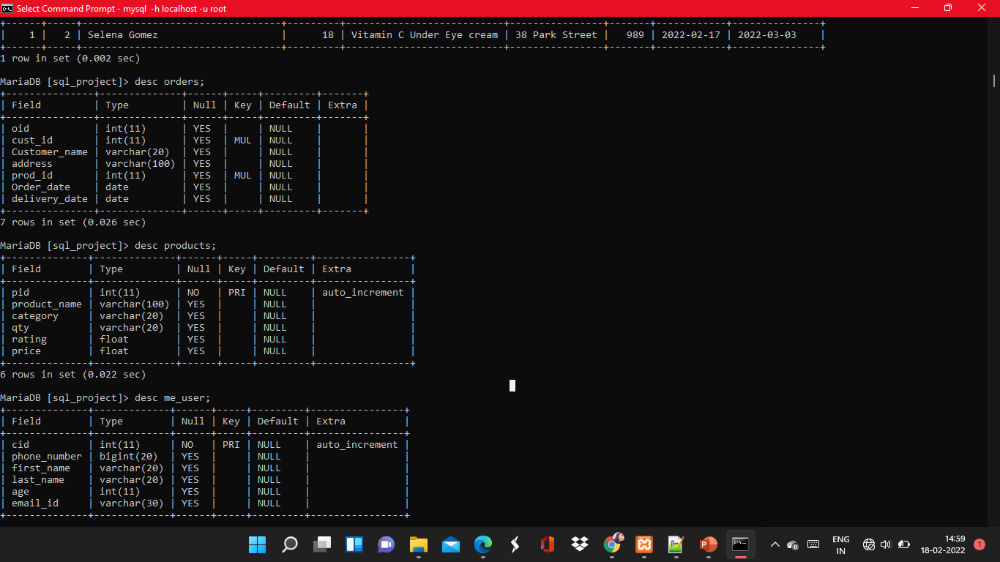 Select Command Prompt - mysql -h localhost -u root
+------+-----+----------------------------------+---------+---------------------------+----------------+-------+------------+---------------+
| 1 | 2 | Selena Gomez | 18 | Vitamin C Under Eye cream | 38 Park Street | 989 | 2022-02-17 | 2022-03-03 |
+------+-----+----------------------------------+---------+---------------------------+----------------+-------+------------+---------------+
1 row in set (0.002 sec)
MariaDB [sql_project]> desc orders;
+---------------+--------------+------+-----+---------+-------+
| Field | Type | Null | Key | Default | Extra |
+---------------+--------------+------+-----+---------+-------+
| oid | int(11) | YES | | NULL | |
| cust_id | int(11) | YES | MUL | NULL | |
| Customer_name | varchar(20) | YES | | NULL | |
| address | varchar(100) | YES | | NULL | |
| prod_id | int(11) | YES | MUL | NULL | |
| Order_date | date | YES | | NULL | |
| delivery_date | date | YES | | NULL | |
+---------------+--------------+------+-----+---------+-------+
7 rows in set (0.026 sec)
MariaDB [sql_project]> desc products;
+--------------+--------------+------+-----+---------+----------------+
| Field | Type | Null | Key | Default | Extra |
+--------------+--------------+------+-----+---------+----------------+
| pid | int(11) | NO | PRI | NULL | auto_increment |
| product_name | varchar(100) | YES | | NULL | |
| category | varchar(20) | YES | | NULL | |
| qty | varchar(20) | YES | | NULL | |
| rating | float | YES | | NULL | |
| price | float | YES | | NULL | |
+--------------+--------------+------+-----+---------+----------------+
6 rows in set (0.022 sec)
MariaDB [sql_project]> desc me_user;
+--------------+-------------+------+-----+---------+----------------+
| Field | Type | Null | Key | Default | Extra |
+--------------+-------------+------+-----+---------+----------------+
| cid | int(11) | NO | PRI | NULL | auto_increment |
| phone_number | bigint(20) | YES | | NULL | |
| first_name | varchar(20) | YES | | NULL | |
| last_name | varchar(20) | YES | | NULL | |
| age | int(11) | YES | | NULL | |
| email_id | varchar(30) | YES | | NULL | |
+--------------+-------------+------+-----+---------+----------------+
ENG
IN
14:59
18-02-2022
1